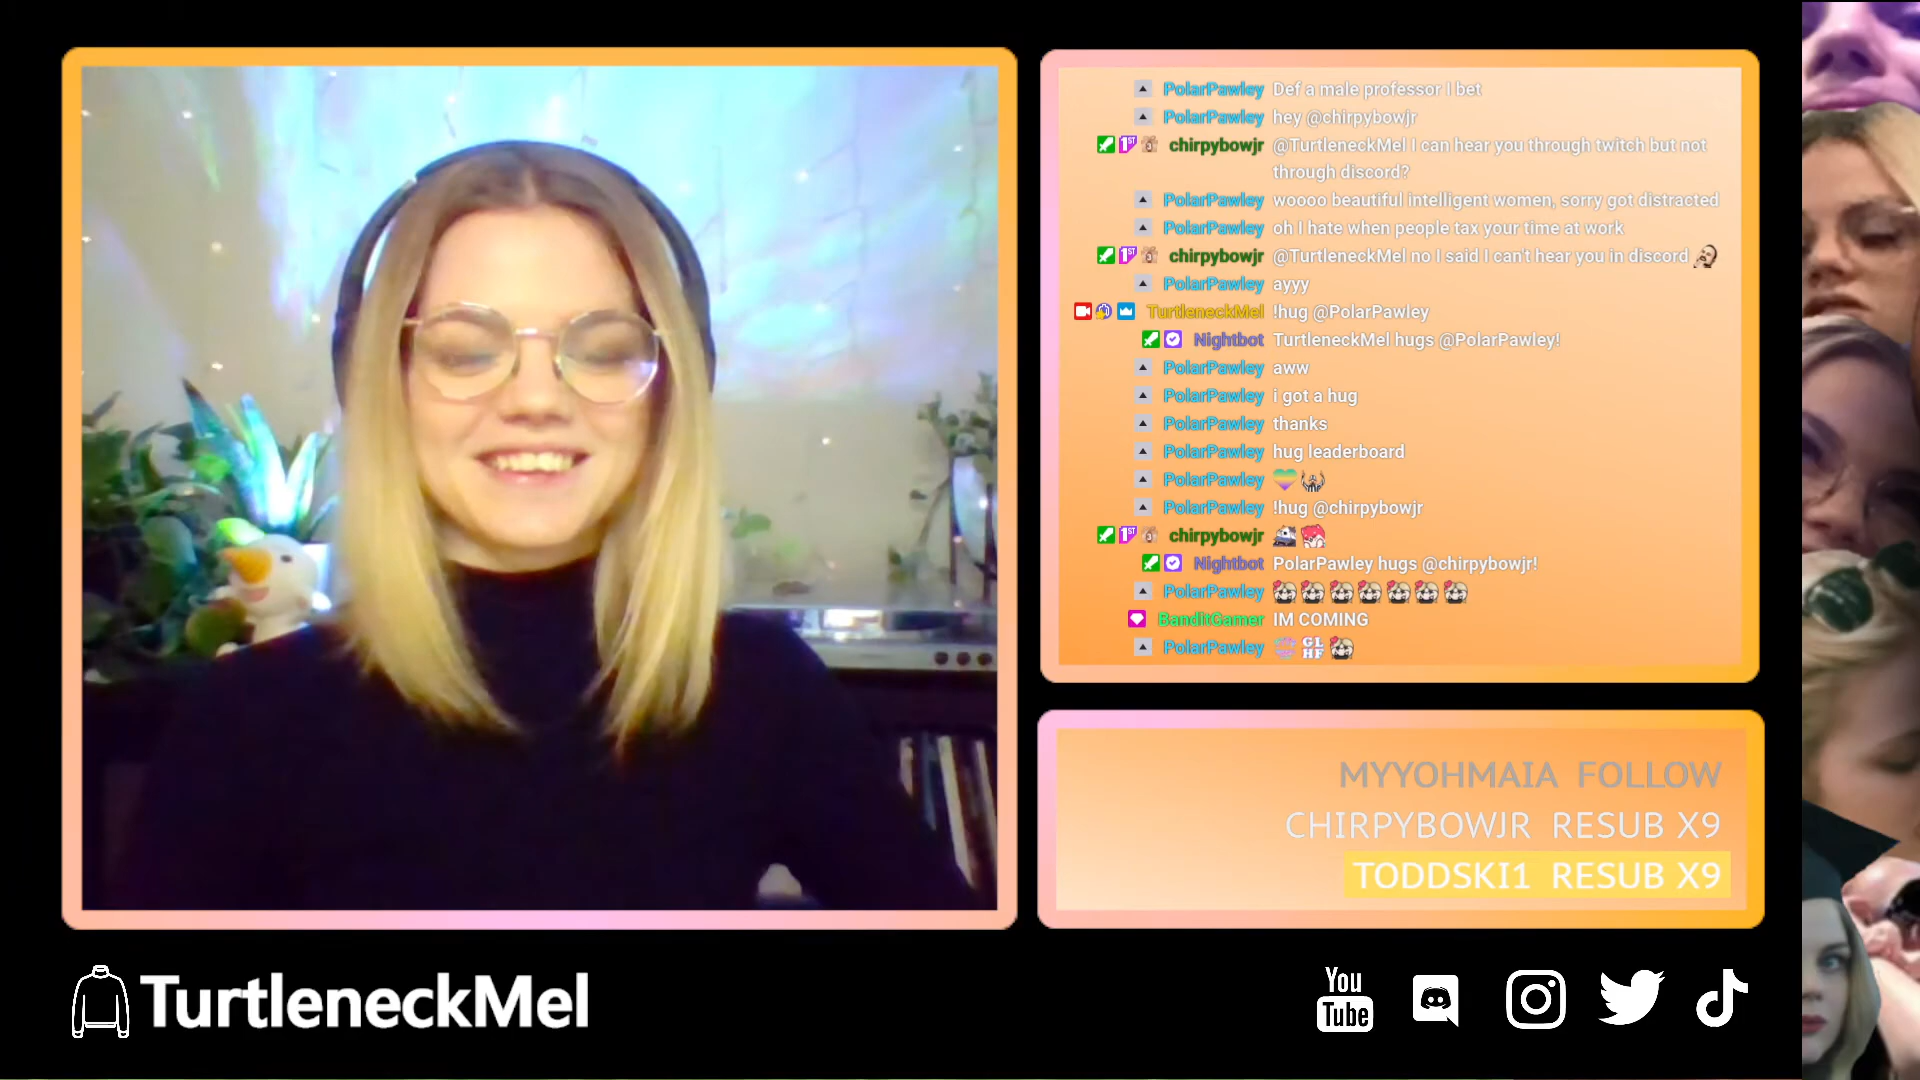 PolarPawley Def a male professor I bet
PolarPawley hey @chirpybowjr
1ST chirpybowjr @TurtleneckMel I can hear you through twitch but not
through discord?
PolarPawley woooo beautiful intelligent women, sorry got distracted
PolarPawley oh I hate when people tax your time at work
1ST chirpybowjr @TurtleneckMel no I said I can't hear you in discord
PolarPawley ayyy
TurtleneckMel !hug @PolarPawley
Nightbot TurtleneckMel hugs @PolarPawley!
PolarPawley aww
PolarPawley i got a hug
PolarPawley thanks
PolarPawley hug leaderboard
PolarPawley
PolarPawley !hug @chirpybowjr
1ST chirpybowjr
Nightbot PolarPawley hugs @chirpybowjr!
PolarPawley
BanditGamer IM COMING
PolarPawley GL HF
MYYOHMAIA FOLLOW
CHIRPYBOWJR RESUB X9
TODDSKI1 RESUB X9
TurtleneckMel
You
Tube